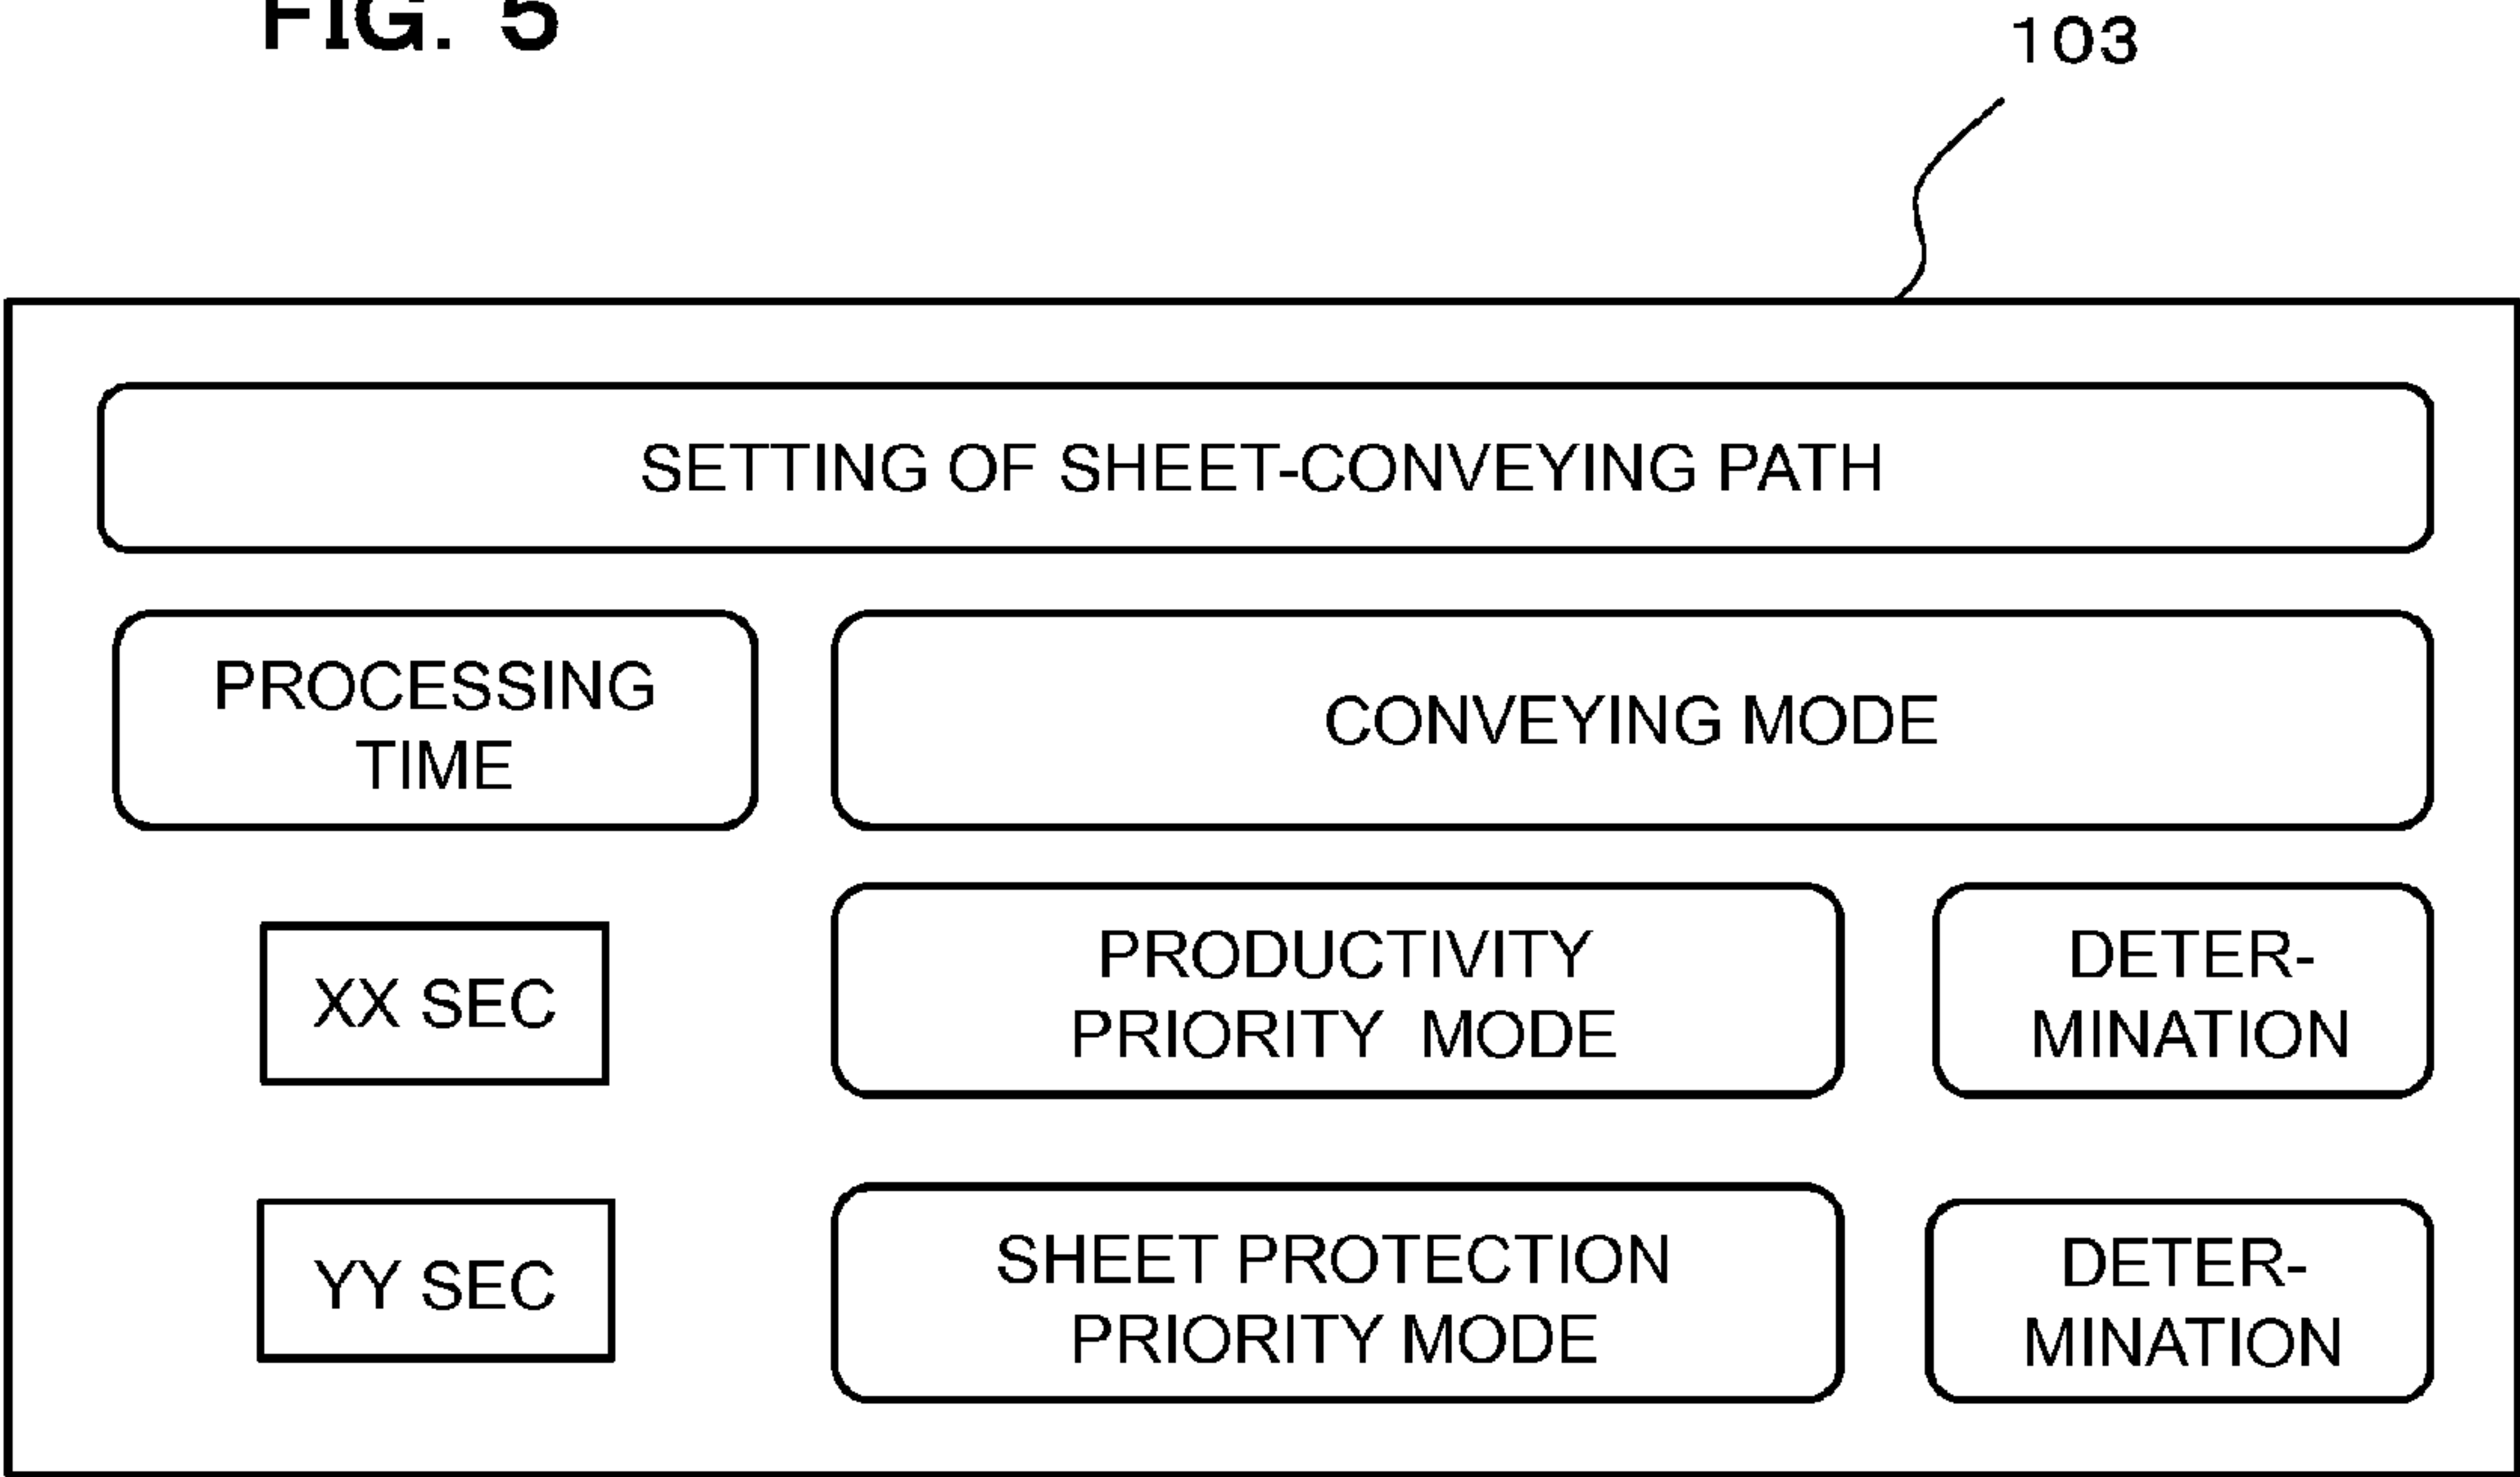 FIG. 5
103
SETTING OF SHEET-CONVEYING PATH
PROCESSING
TIME
CONVEYING MODE
XX SEC
PRODUCTIVITY
PRIORITY MODE
DETER-
MINATION
YY SEC
SHEET PROTECTION
PRIORITY MODE
DETER-
MINATION